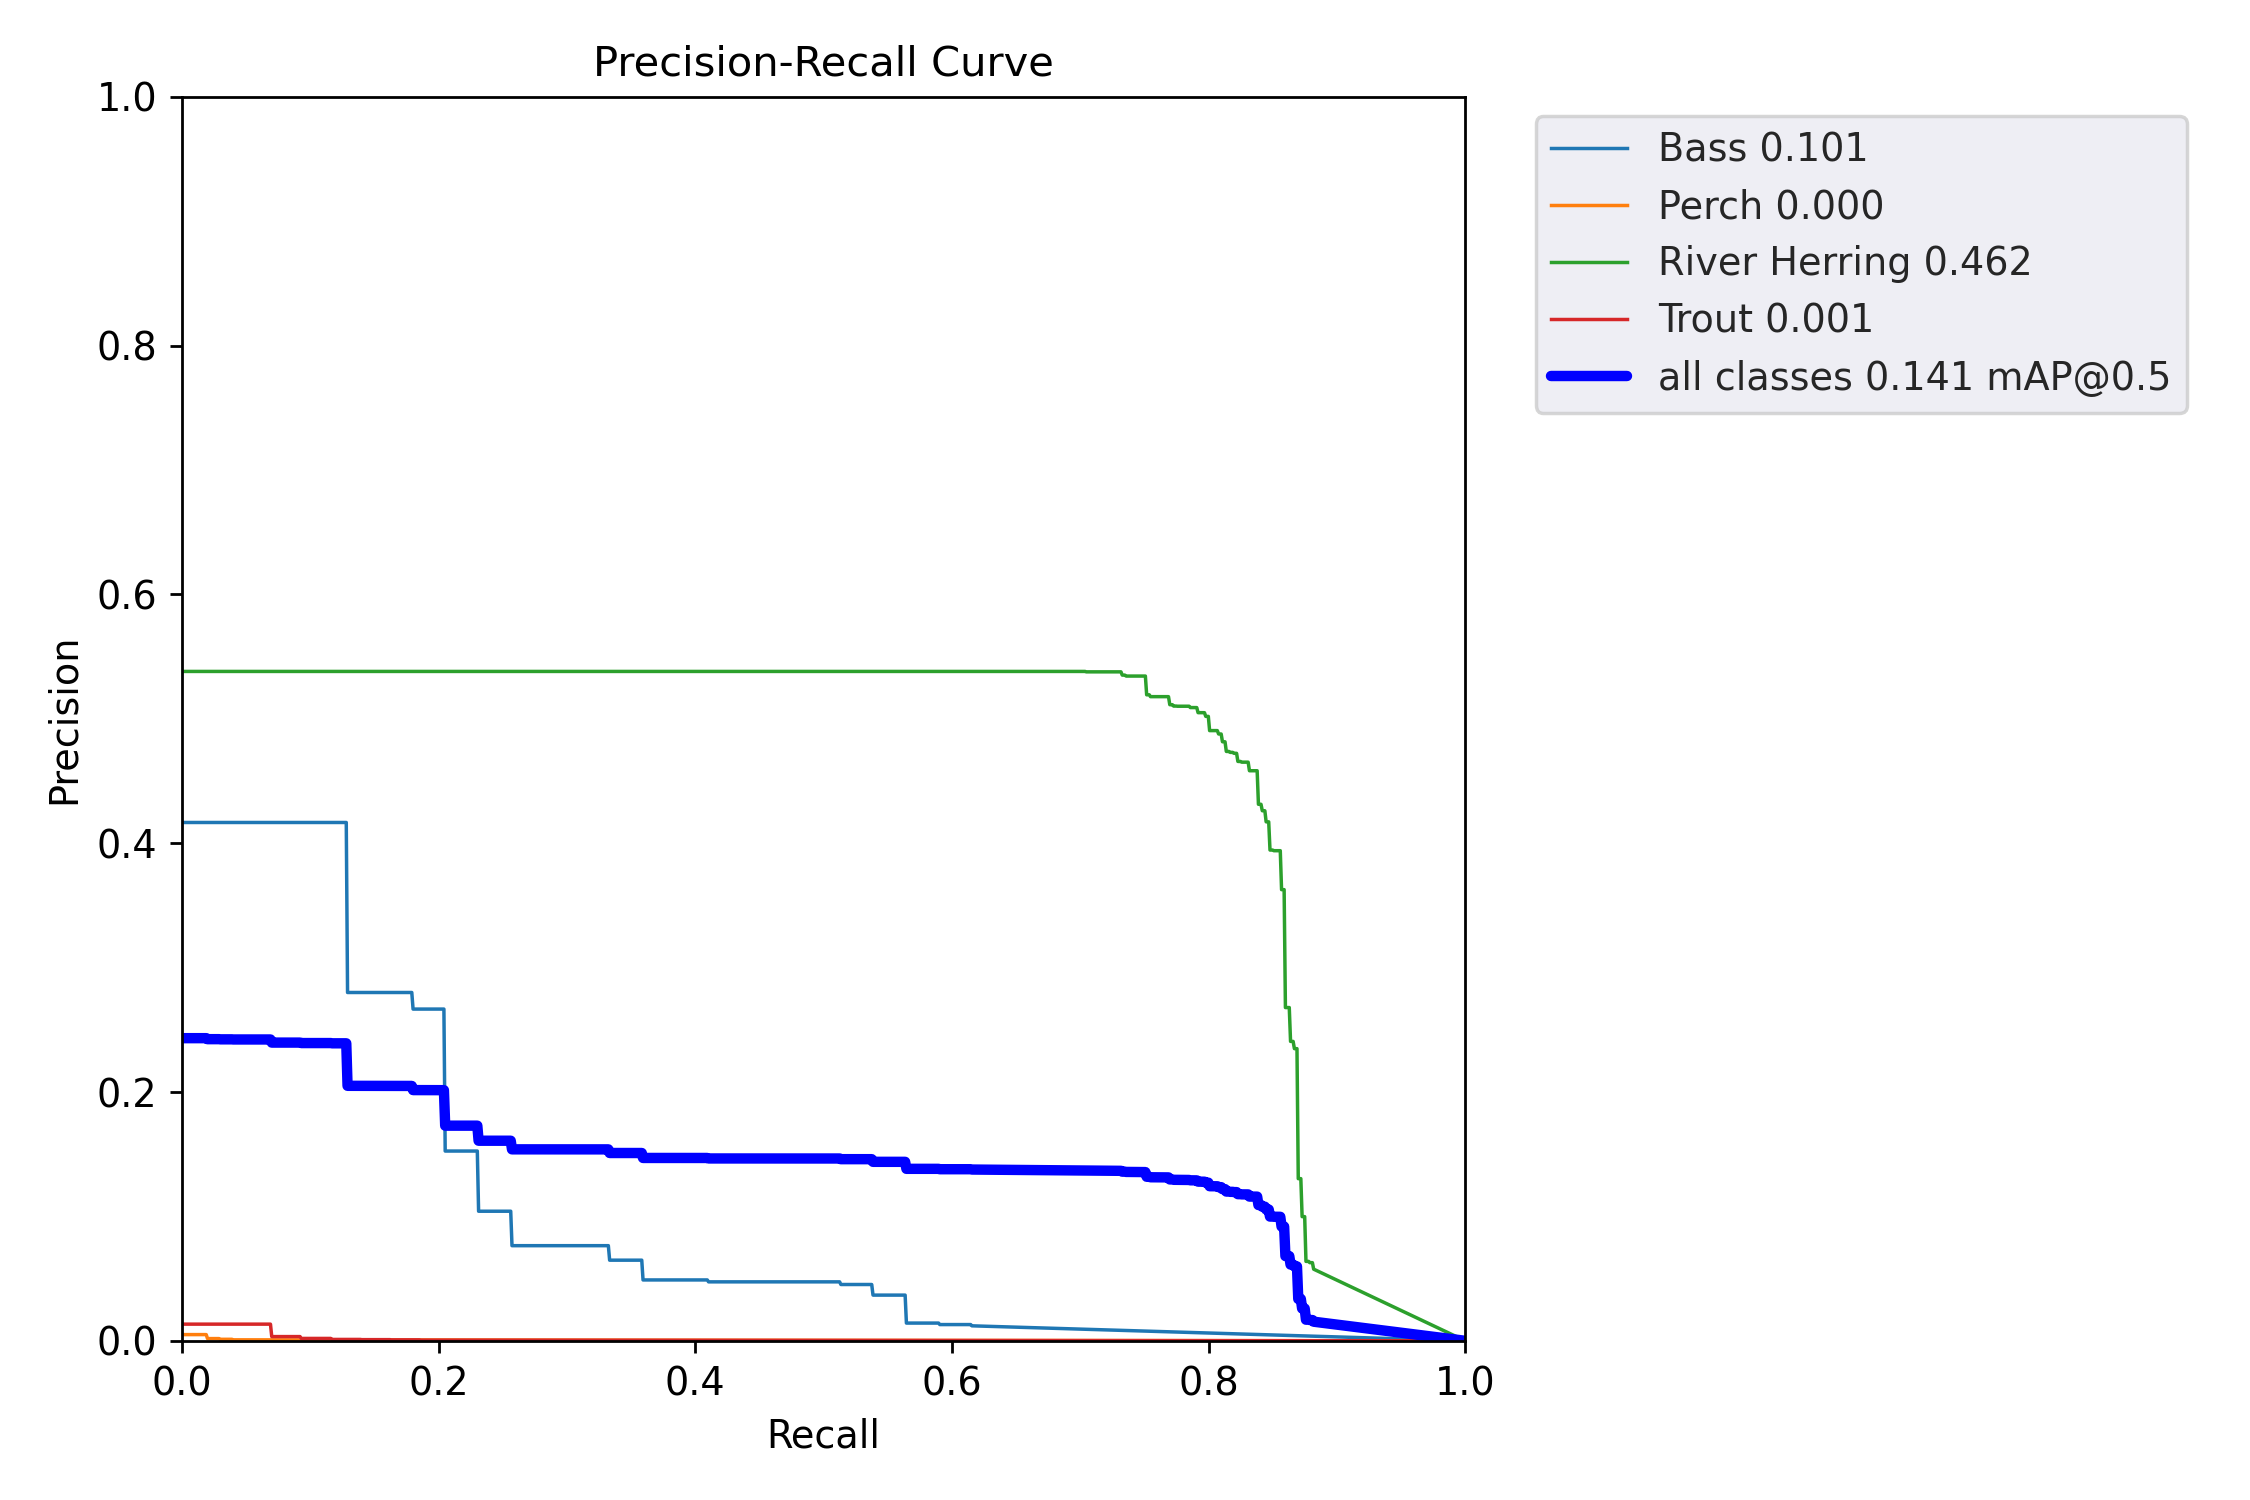 Precision-Recall Curve
1.0
0.8
0.6
0.4
0.2
0.0
Precision
0.0 0.2 0.4 0.6 0.8 1.0
Recall
Bass 0.101
Perch 0.000
River Herring 0.462
Trout 0.001
all classes 0.141 mAP@0.5